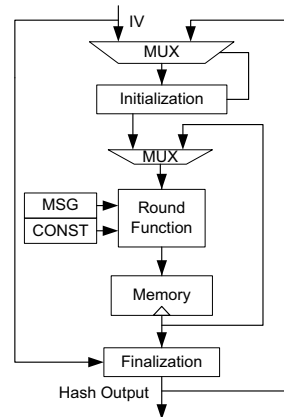 IV
MUX
Initialization
MUX
MSG
CONST
Round
Function
Memory
Finalization
Hash Output